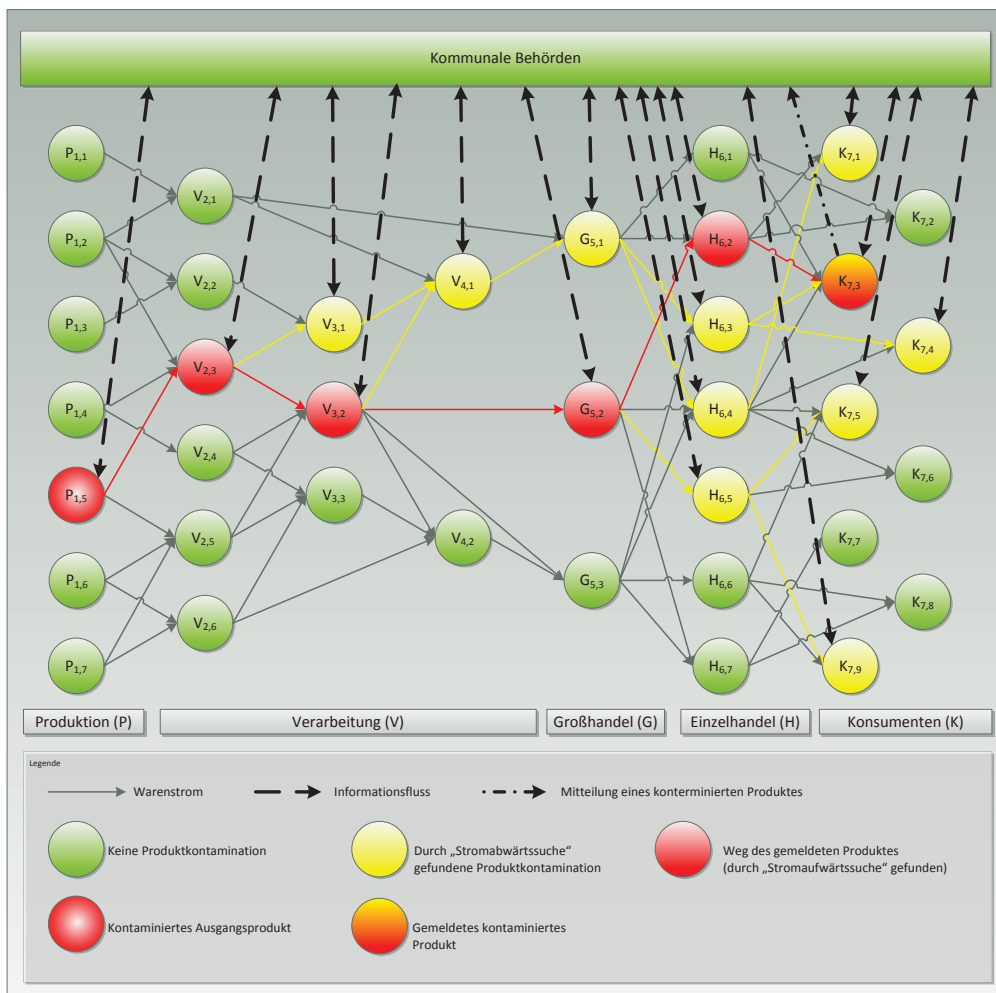 Kommunale Behörden
P1,1
P1,2
P1,3
P1,4
P1,5
P1,6
P1,7
V2,1
V2,2
V2,3
V2,4
V2,5
V2,6
V3,1
V3,2
V3,3
V4,1
V4,2
G5,1
G5,2
G5,3
H6,1
H6,2
H6,3
H6,4
H6,5
H6,6
H6,7
K7,1
K7,2
K7,3
K7,4
K7,5
K7,6
K7,7
K7,8
K7,9
Produktion (P)
Verarbeitung (V)
Großhandel (G)
Einzelhandel (H)
Konsumenten (K)
Legende
Warenstrom
Informationsfluss
Mitteilung eines konterminierten Produktes
Keine Produktkontamination
Durch „Stromabwärtssuche“
gefundene Produktkontamination
Weg des gemeldeten Produktes
(durch „Stromaufwärtssuche“ gefunden)
Kontaminiertes Ausgangsprodukt
Gemeldetes kontaminiertes
Produkt